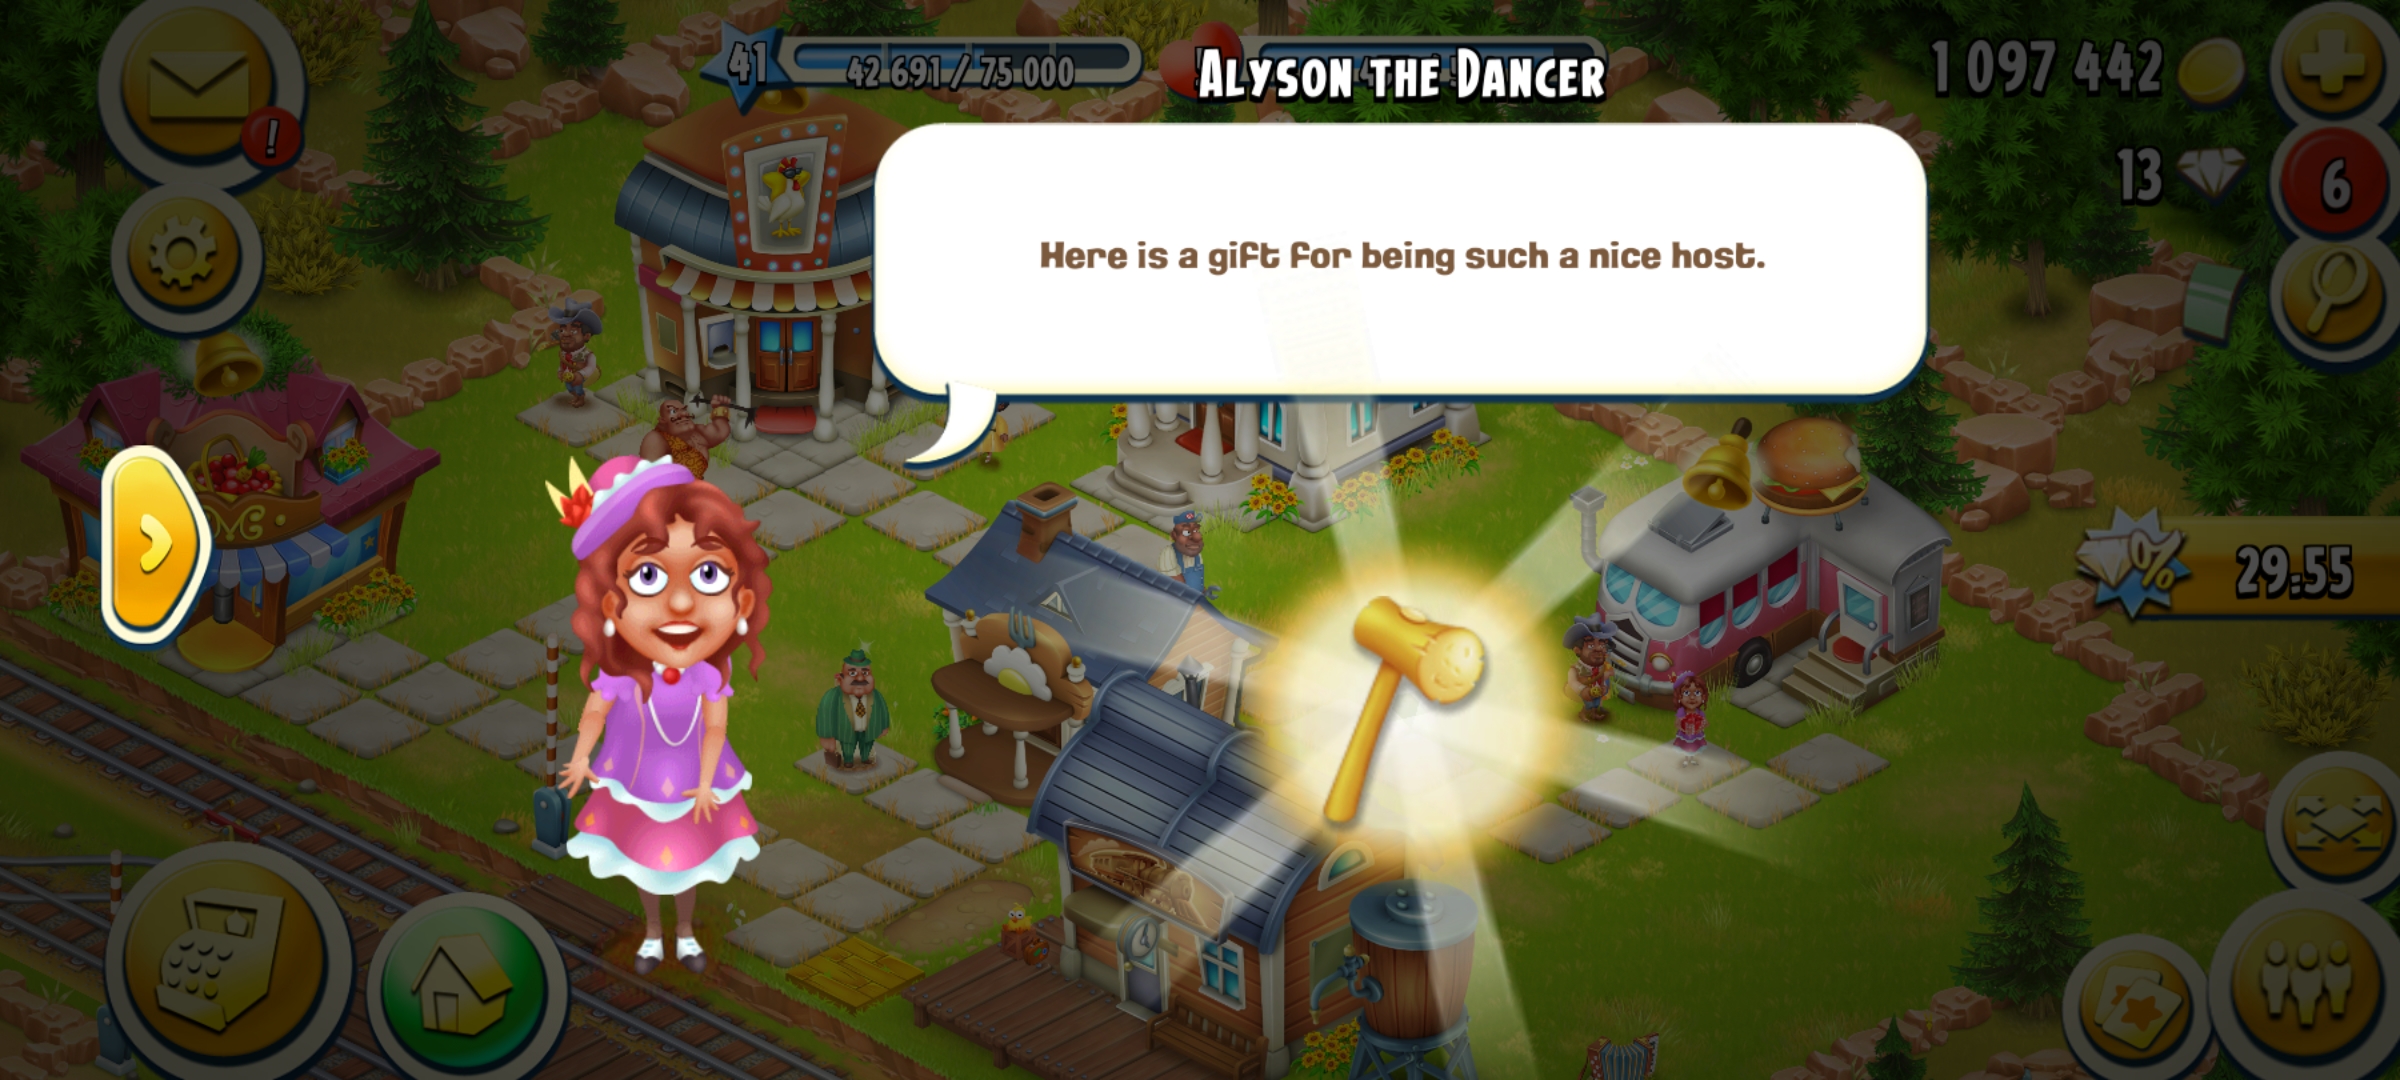 41
42 691 / 75 000
ALYSON THE DANCER
1 097 442
13
!
6
Here is a gift for being such a nice host.
%
29:55